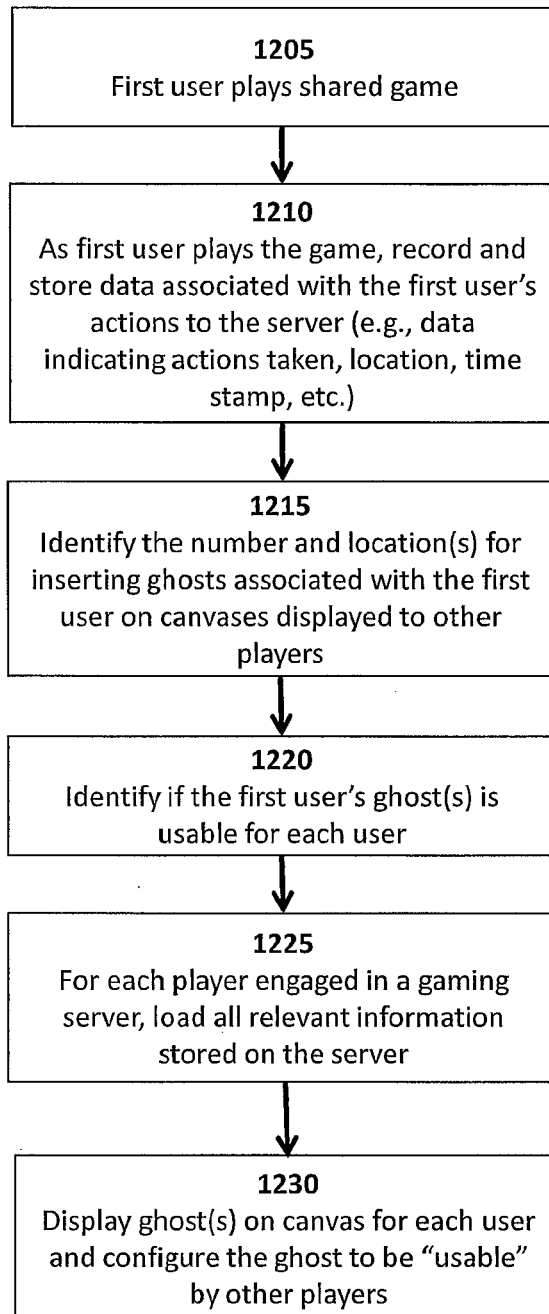 1205
First user plays shared game
1210
As first user plays the game, record and
store data associated with the first user's
actions to the server (e.g., data
indicating actions taken, location, time
stamp, etc.)
1215
Identify the number and location(s) for
inserting ghosts associated with the first
user on canvases displayed to other
players
1220
Identify if the first user's ghost(s) is
usable for each user
1225
For each player engaged in a gaming
server, load all relevant information
stored on the server
1230
Display ghost(s) on canvas for each user
and configure the ghost to be "usable"
by other players